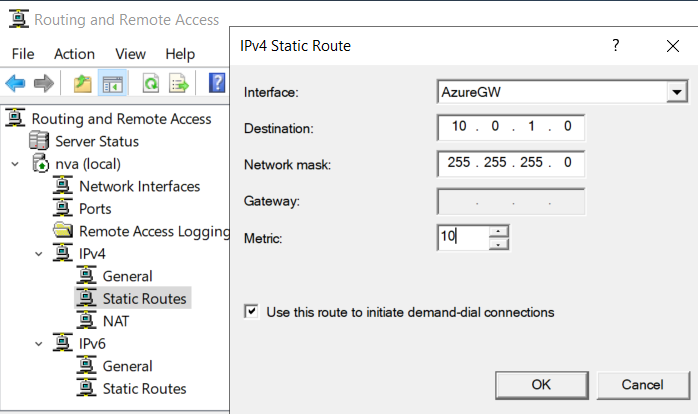 Routing and Remote Access
File Action View Help
Routing and Remote Access
Server Status
nva (local)
Network Interfaces
Ports
Remote Access Logging
IPv4
General
Static Routes
NAT
IPv6
General
Static Routes
IPv4 Static Route
Interface: AzureGW
Destination: 10 . 0 . 1 . 0
Network mask: 255 . 255 . 255 . 0
Gateway: . . .
Metric: 10
Use this route to initiate demand-dial connections
OK Cancel